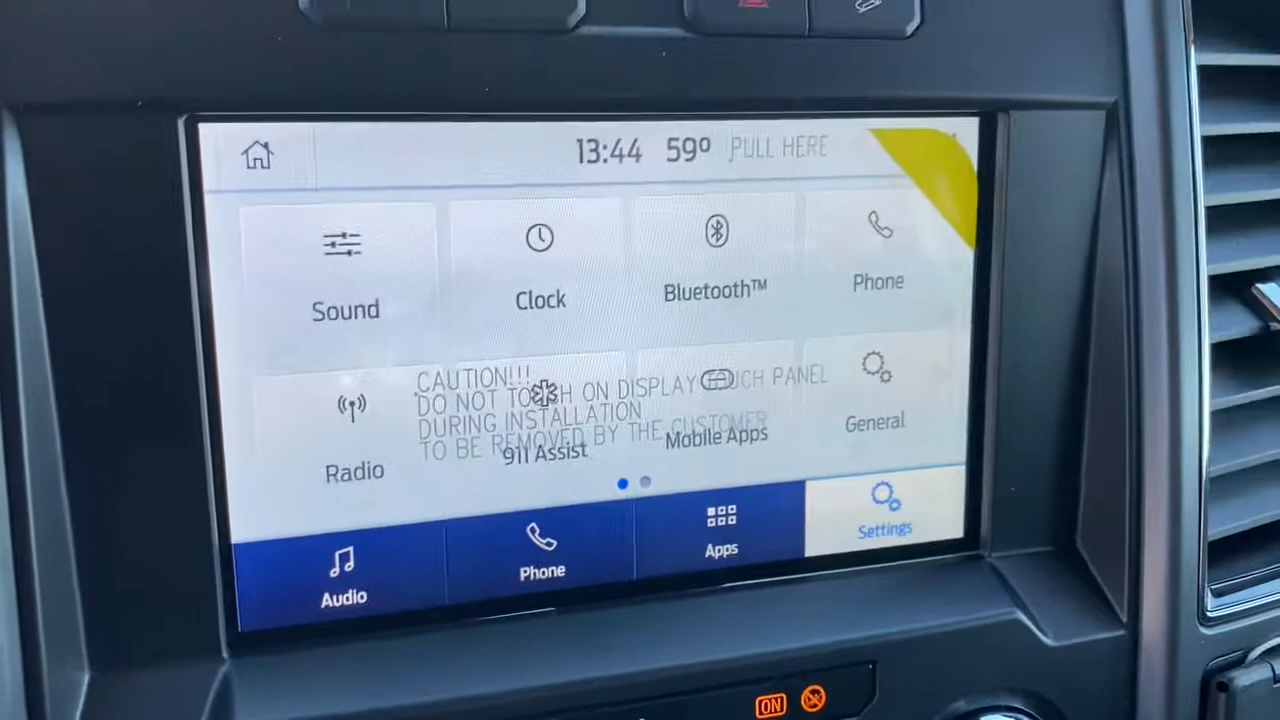 13:44 59° PULL HERE
Sound
Clock
Bluetooth™
Phone
CAUTION!!!
DO NOT TOUCH ON DISPLAY TOUCH PANEL
DURING INSTALLATION
TO BE REMOVED BY THE CUSTOMER
Radio
911 Assist
Mobile Apps
General
Audio
Phone
Apps
Settings
ON